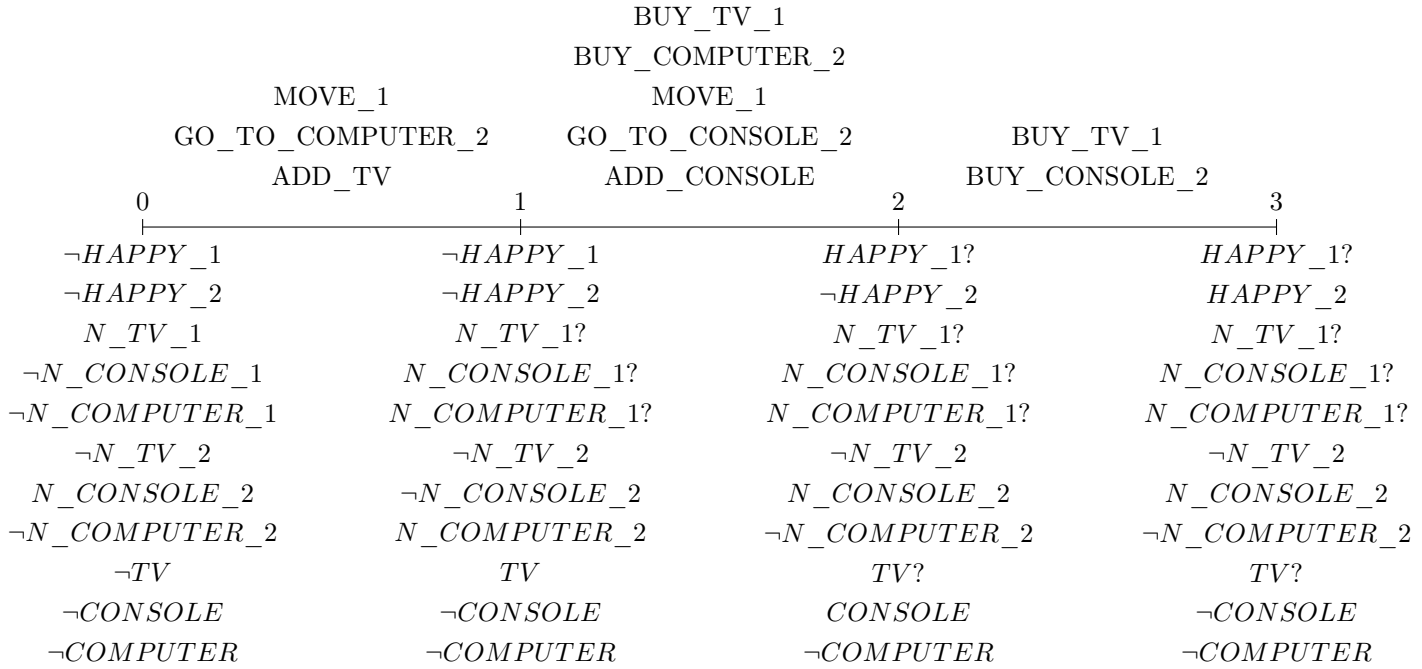 BUY_TV_1
BUY_COMPUTER_2
MOVE_1 MOVE_1
GO_TO_COMPUTER_2 GO_TO_CONSOLE_2 BUY_TV_1
ADD_TV ADD_CONSOLE BUY_CONSOLE_2
0 1 2 3
¬HAPPY_1 ¬HAPPY_1 HAPPY_1? HAPPY_1?
¬HAPPY_2 ¬HAPPY_2 ¬HAPPY_2 HAPPY_2
N_TV_1 N_TV_1? N_TV_1? N_TV_1?
¬N_CONSOLE_1 N_CONSOLE_1? N_CONSOLE_1? N_CONSOLE_1?
¬N_COMPUTER_1 N_COMPUTER_1? N_COMPUTER_1? N_COMPUTER_1?
¬N_TV_2 ¬N_TV_2 ¬N_TV_2 ¬N_TV_2
N_CONSOLE_2 ¬N_CONSOLE_2 N_CONSOLE_2 N_CONSOLE_2
¬N_COMPUTER_2 N_COMPUTER_2 ¬N_COMPUTER_2 ¬N_COMPUTER_2
¬TV TV TV? TV?
¬CONSOLE ¬CONSOLE CONSOLE ¬CONSOLE
¬COMPUTER ¬COMPUTER ¬COMPUTER ¬COMPUTER